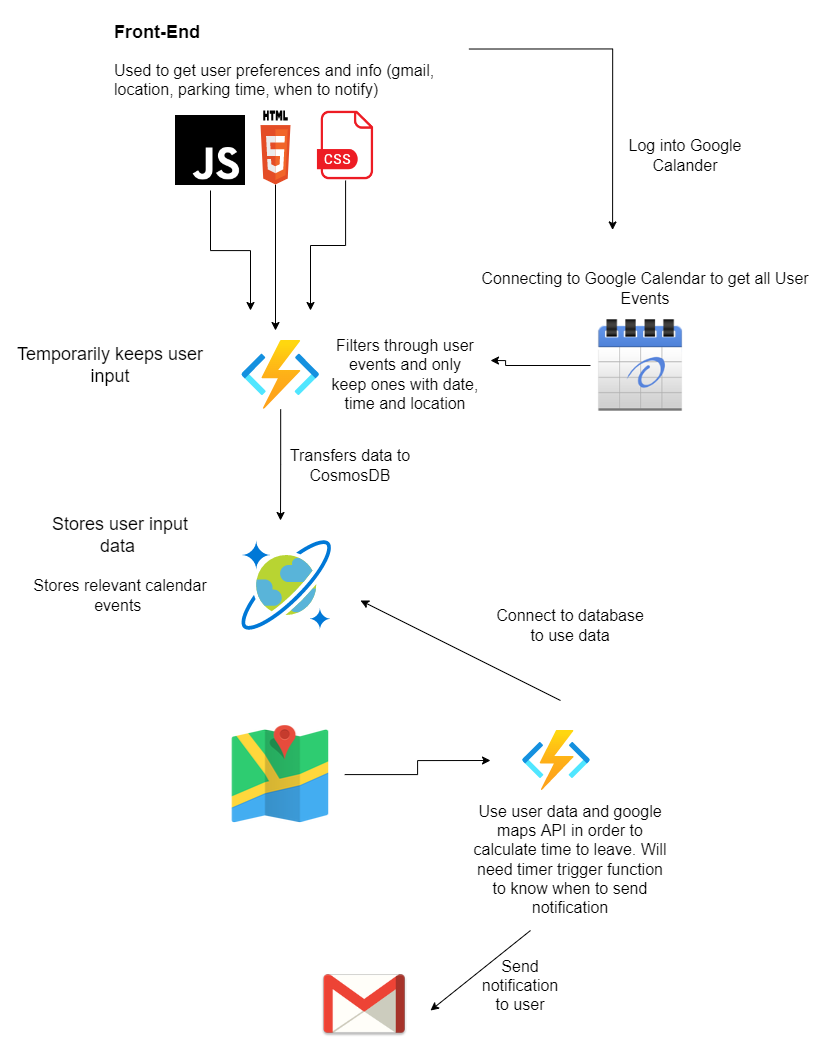 Front-End
Used to get user preferences and info (gmail,
location, parking time, when to notify)
JS
HTML
5
CSS
Log into Google
Calander
Connecting to Google Calendar to get all User
Events
Temporarily keeps user
input
Filters through user
events and only
keep ones with date,
time and location
Transfers data to
CosmosDB
Stores user input
data
Stores relevant calendar
events
Connect to database
to use data
Use user data and google
maps API in order to
calculate time to leave. Will
need timer trigger function
to know when to send
notification
Send
notification
to user